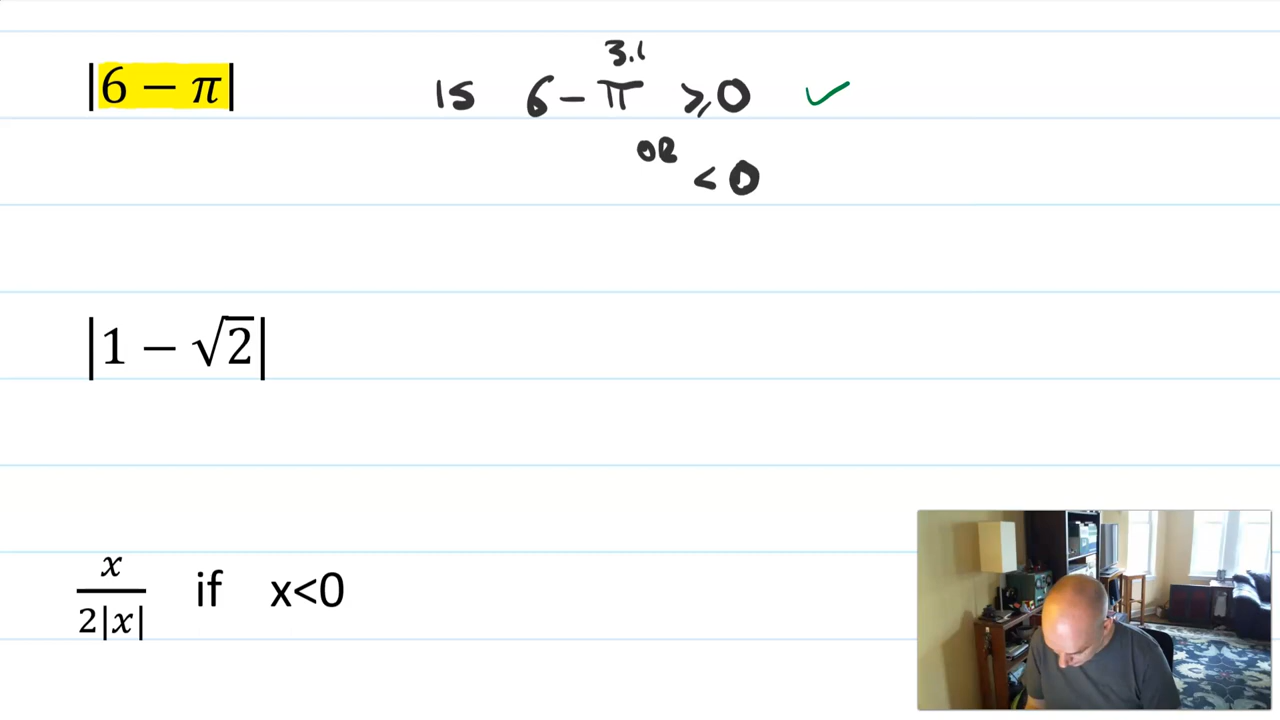 3.1
|6 − π| IS 6 − π ⩾ 0 ✓
OR
< 0
|1 − √2|
x/2|x| if x<0